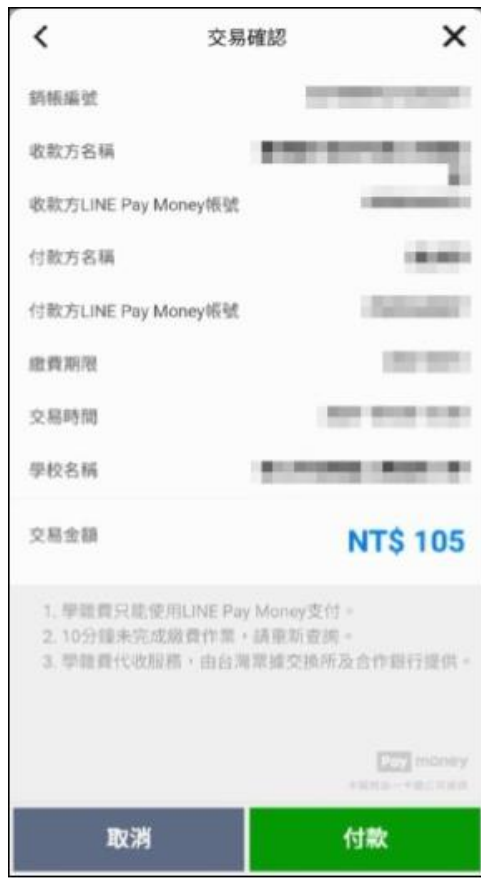 交易確認
銷帳編號
收款方名稱
收款方LINE Pay Money帳號
付款方名稱
付款方LINE Pay Money帳號
繳費期限
交易時間
學校名稱
交易金額
NT$ 105
1. 學雜費只能使用LINE Pay Money支付。
2. 10分鐘未完成繳費作業，請重新查詢。
3. 學雜費代收服務，由台灣票據交換所及合作銀行提供。
Pay money
取消
付款